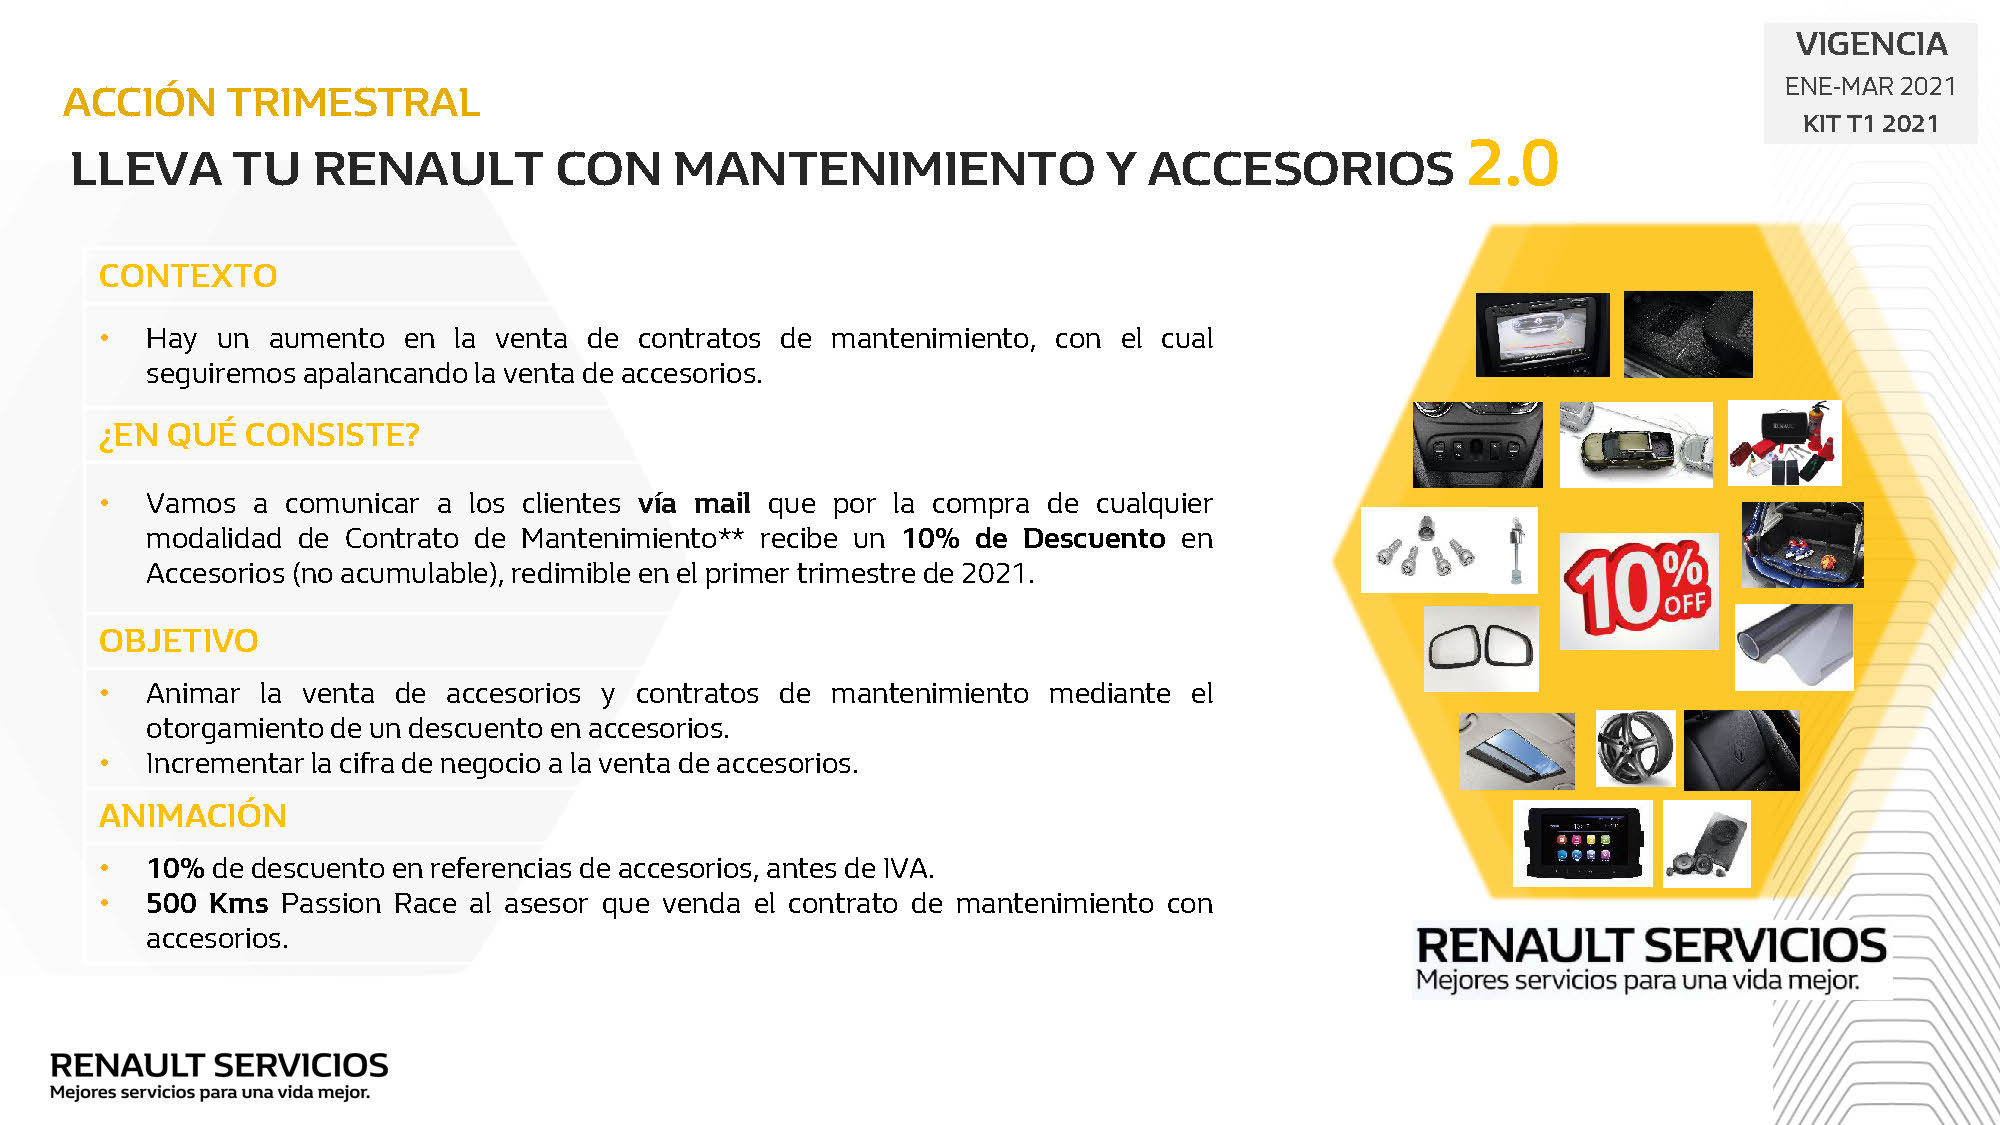 VIGENCIA
ENE-MAR 2021
KIT T1 2021
ACCIÓN TRIMESTRAL
LLEVA TU RENAULT CON MANTENIMIENTO Y ACCESORIOS 2.0
CONTEXTO
• Hay un aumento en la venta de contratos de mantenimiento, con el cual
seguiremos apalancando la venta de accesorios.
¿EN QUÉ CONSISTE?
• Vamos a comunicar a los clientes vía mail que por la compra de cualquier
modalidad de Contrato de Mantenimiento** recibe un 10% de Descuento en
Accesorios (no acumulable), redimible en el primer trimestre de 2021.
OBJETIVO
• Animar la venta de accesorios y contratos de mantenimiento mediante el
otorgamiento de un descuento en accesorios.
• Incrementar la cifra de negocio a la venta de accesorios.
ANIMACIÓN
• 10% de descuento en referencias de accesorios, antes de IVA.
• 500 Kms Passion Race al asesor que venda el contrato de mantenimiento con
accesorios.
10%
OFF
RENAULT SERVICIOS
Mejores servicios para una vida mejor.
RENAULT SERVICIOS
Mejores servicios para una vida mejor.